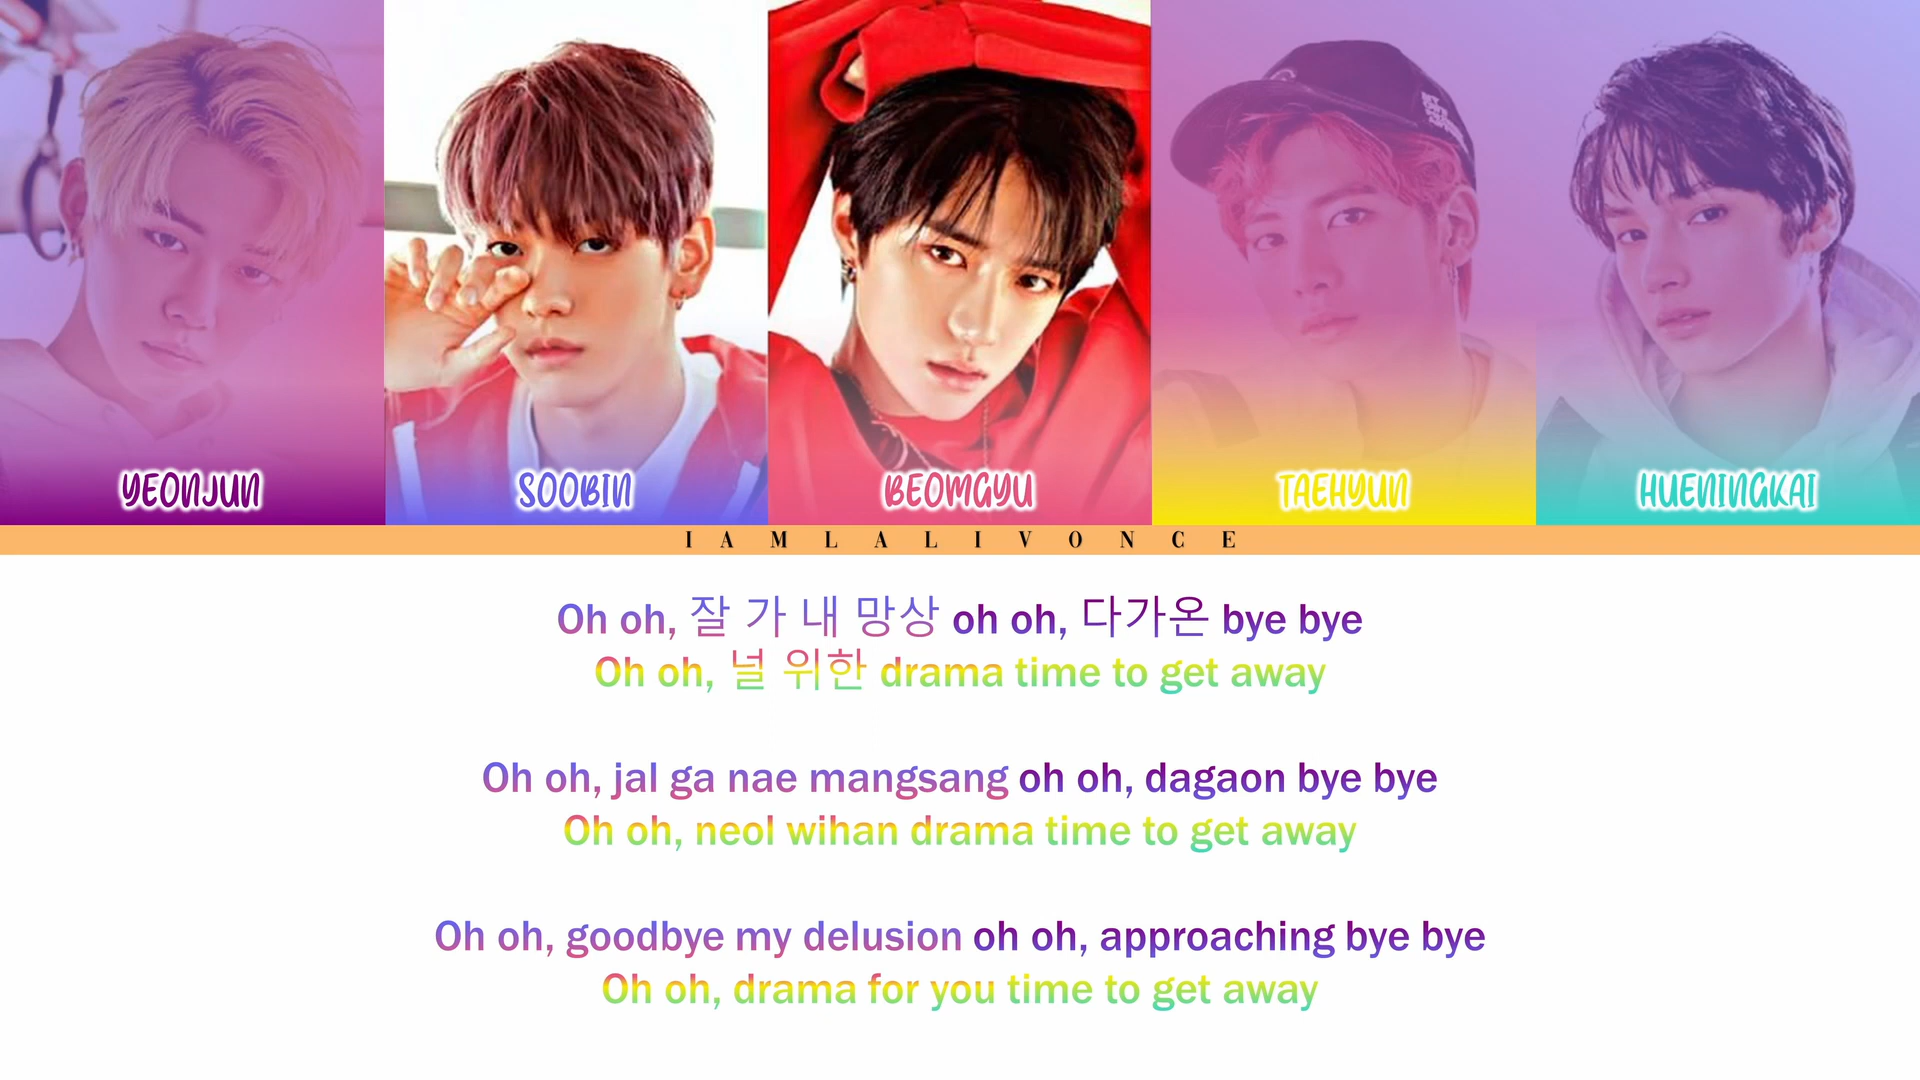 YEONJUN
SOOBIN
BEOMGYU
TAEHYUN
HUENINGKAI
IAMLALIVONCE
Oh oh, 잘 가 내 망상 oh oh, 다가온 bye bye
Oh oh, 널 위한 drama time to get away
Oh oh, jal ga nae mangsang oh oh, dagaon bye bye
Oh oh, neol wihan drama time to get away
Oh oh, goodbye my delusion oh oh, approaching bye bye
Oh oh, drama for you time to get away